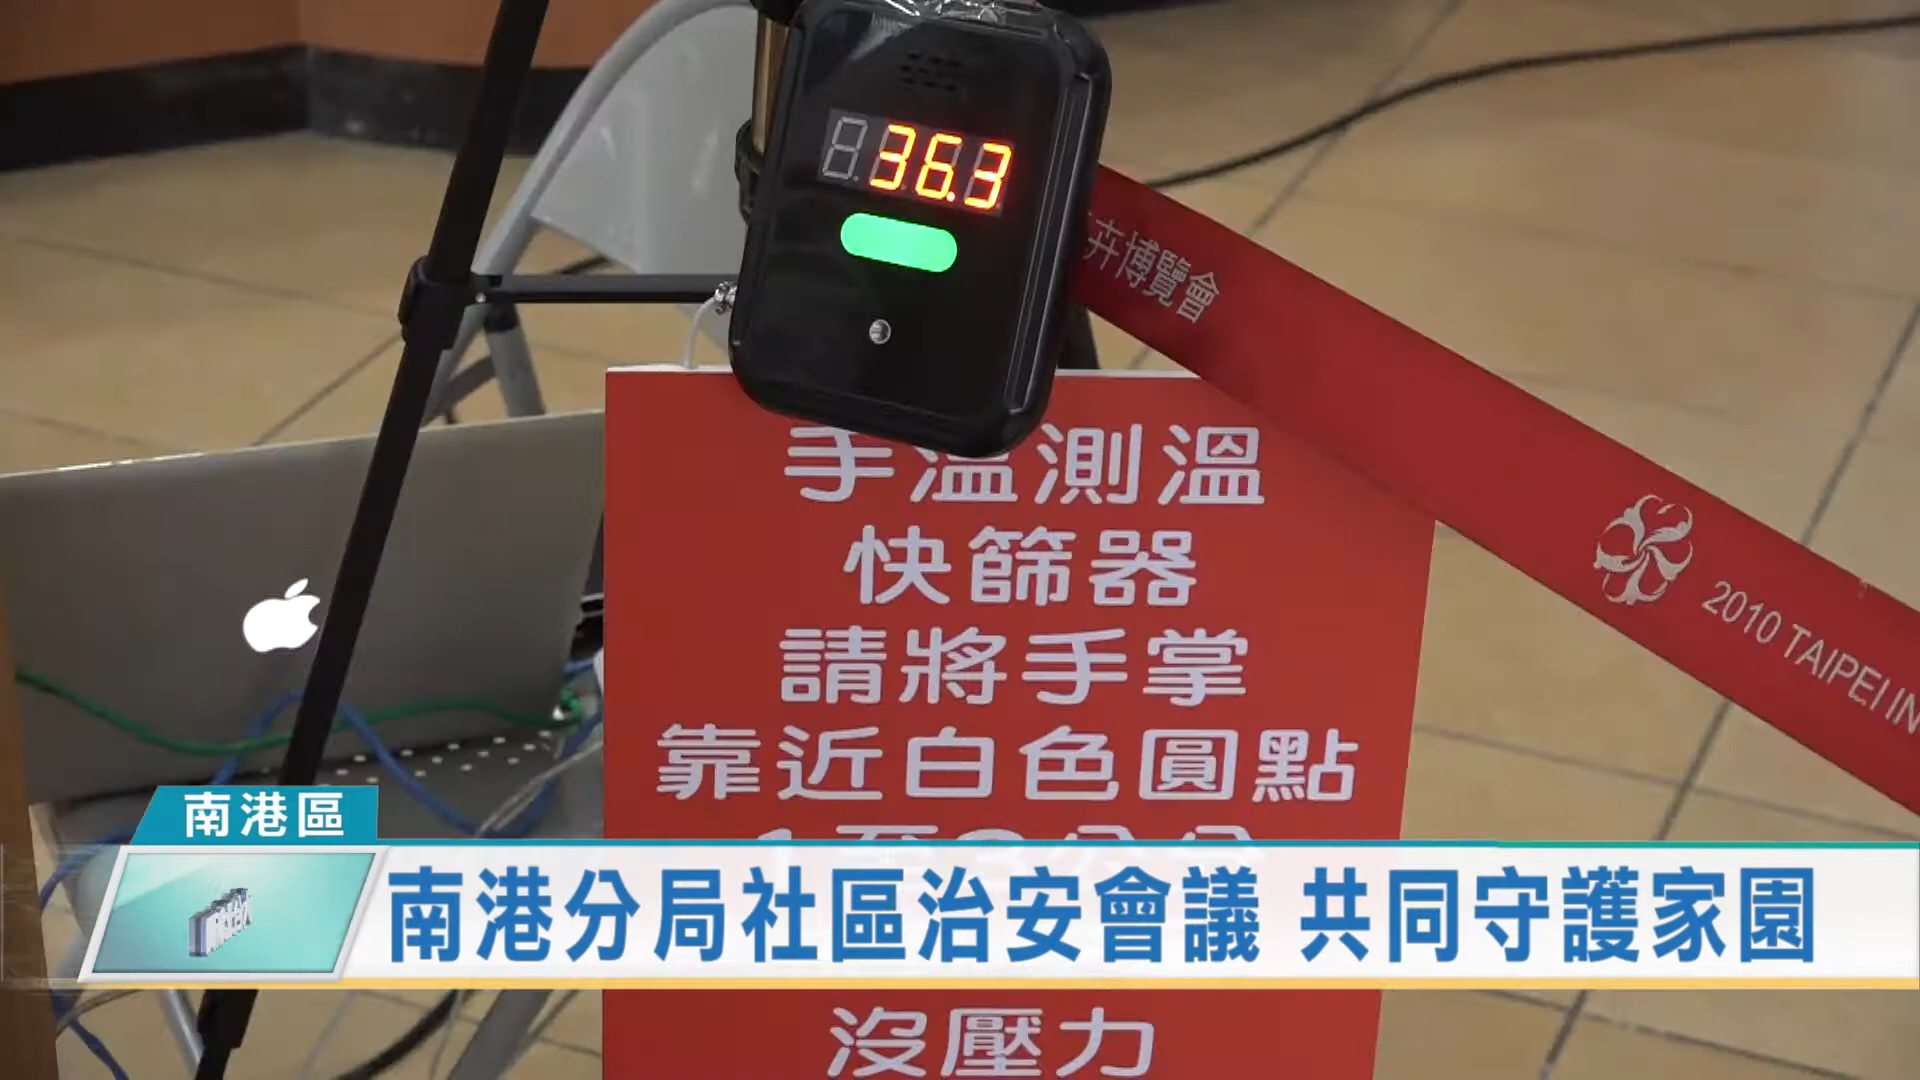 36.3
卉博覽會
2010 TAIPEI IN
手溫測溫
快篩器
請將手掌
靠近白色圓點
沒壓力
南港區
南港分局社區治安會議 共同守護家園